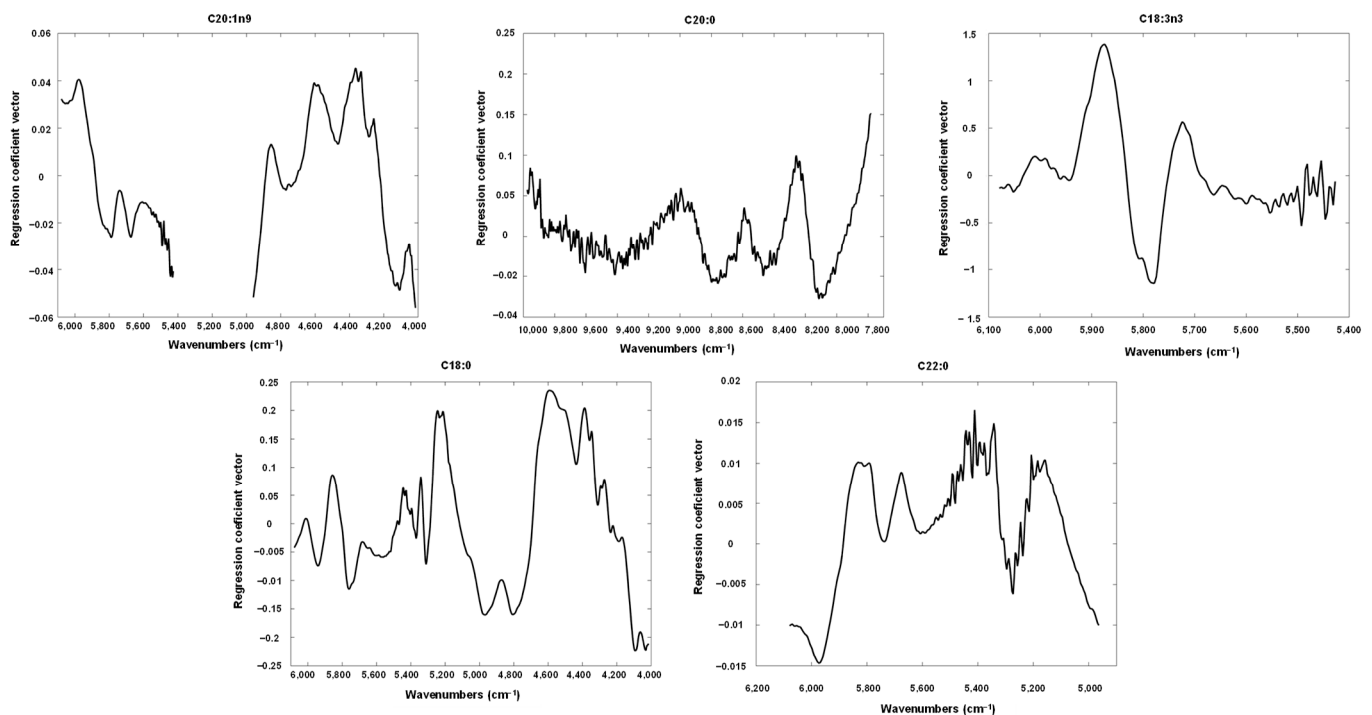 C20:1n9
0.06
0.04
0.02
0
−0.02
−0.04
−0.06
Regression coeficient vector
6,000 5,800 5,600 5,400 5,200 5,000 4,800 4,600 4,400 4,200 4,000
Wavenumbers (cm−1)
C20:0
0.25
0.2
0.15
0.1
0.05
0
−0.02
−0.04
Regression coeficient vector
10,000 9,800 9,600 9,400 9,200 9,000 8,800 8,600 8,400 8,200 8,000 7,800
Wavenumbers (cm−1)
C18:3n3
1.5
1
0.5
0
−0.5
−1
−1.5
Regression coeficient vector
6,100 6,000 5,900 5,800 5,700 5,600 5,500 5,400
Wavenumbers (cm−1)
C18:0
0.25
0.2
0.15
0.1
0.05
0
−0.005
−0.01
−0.15
−0.2
−0.25
Regression coeficient vector
6,000 5,800 5,600 5,400 5,200 5,000 4,800 4,600 4,400 4,200 4,000
Wavenumbers (cm−1)
C22:0
0.02
0.015
0.01
0.005
0
−0.005
−0.01
−0.015
Regression coeficient vector
6,200 6,000 5,800 5,600 5,400 5,200 5,000
Wavenumbers (cm−1)